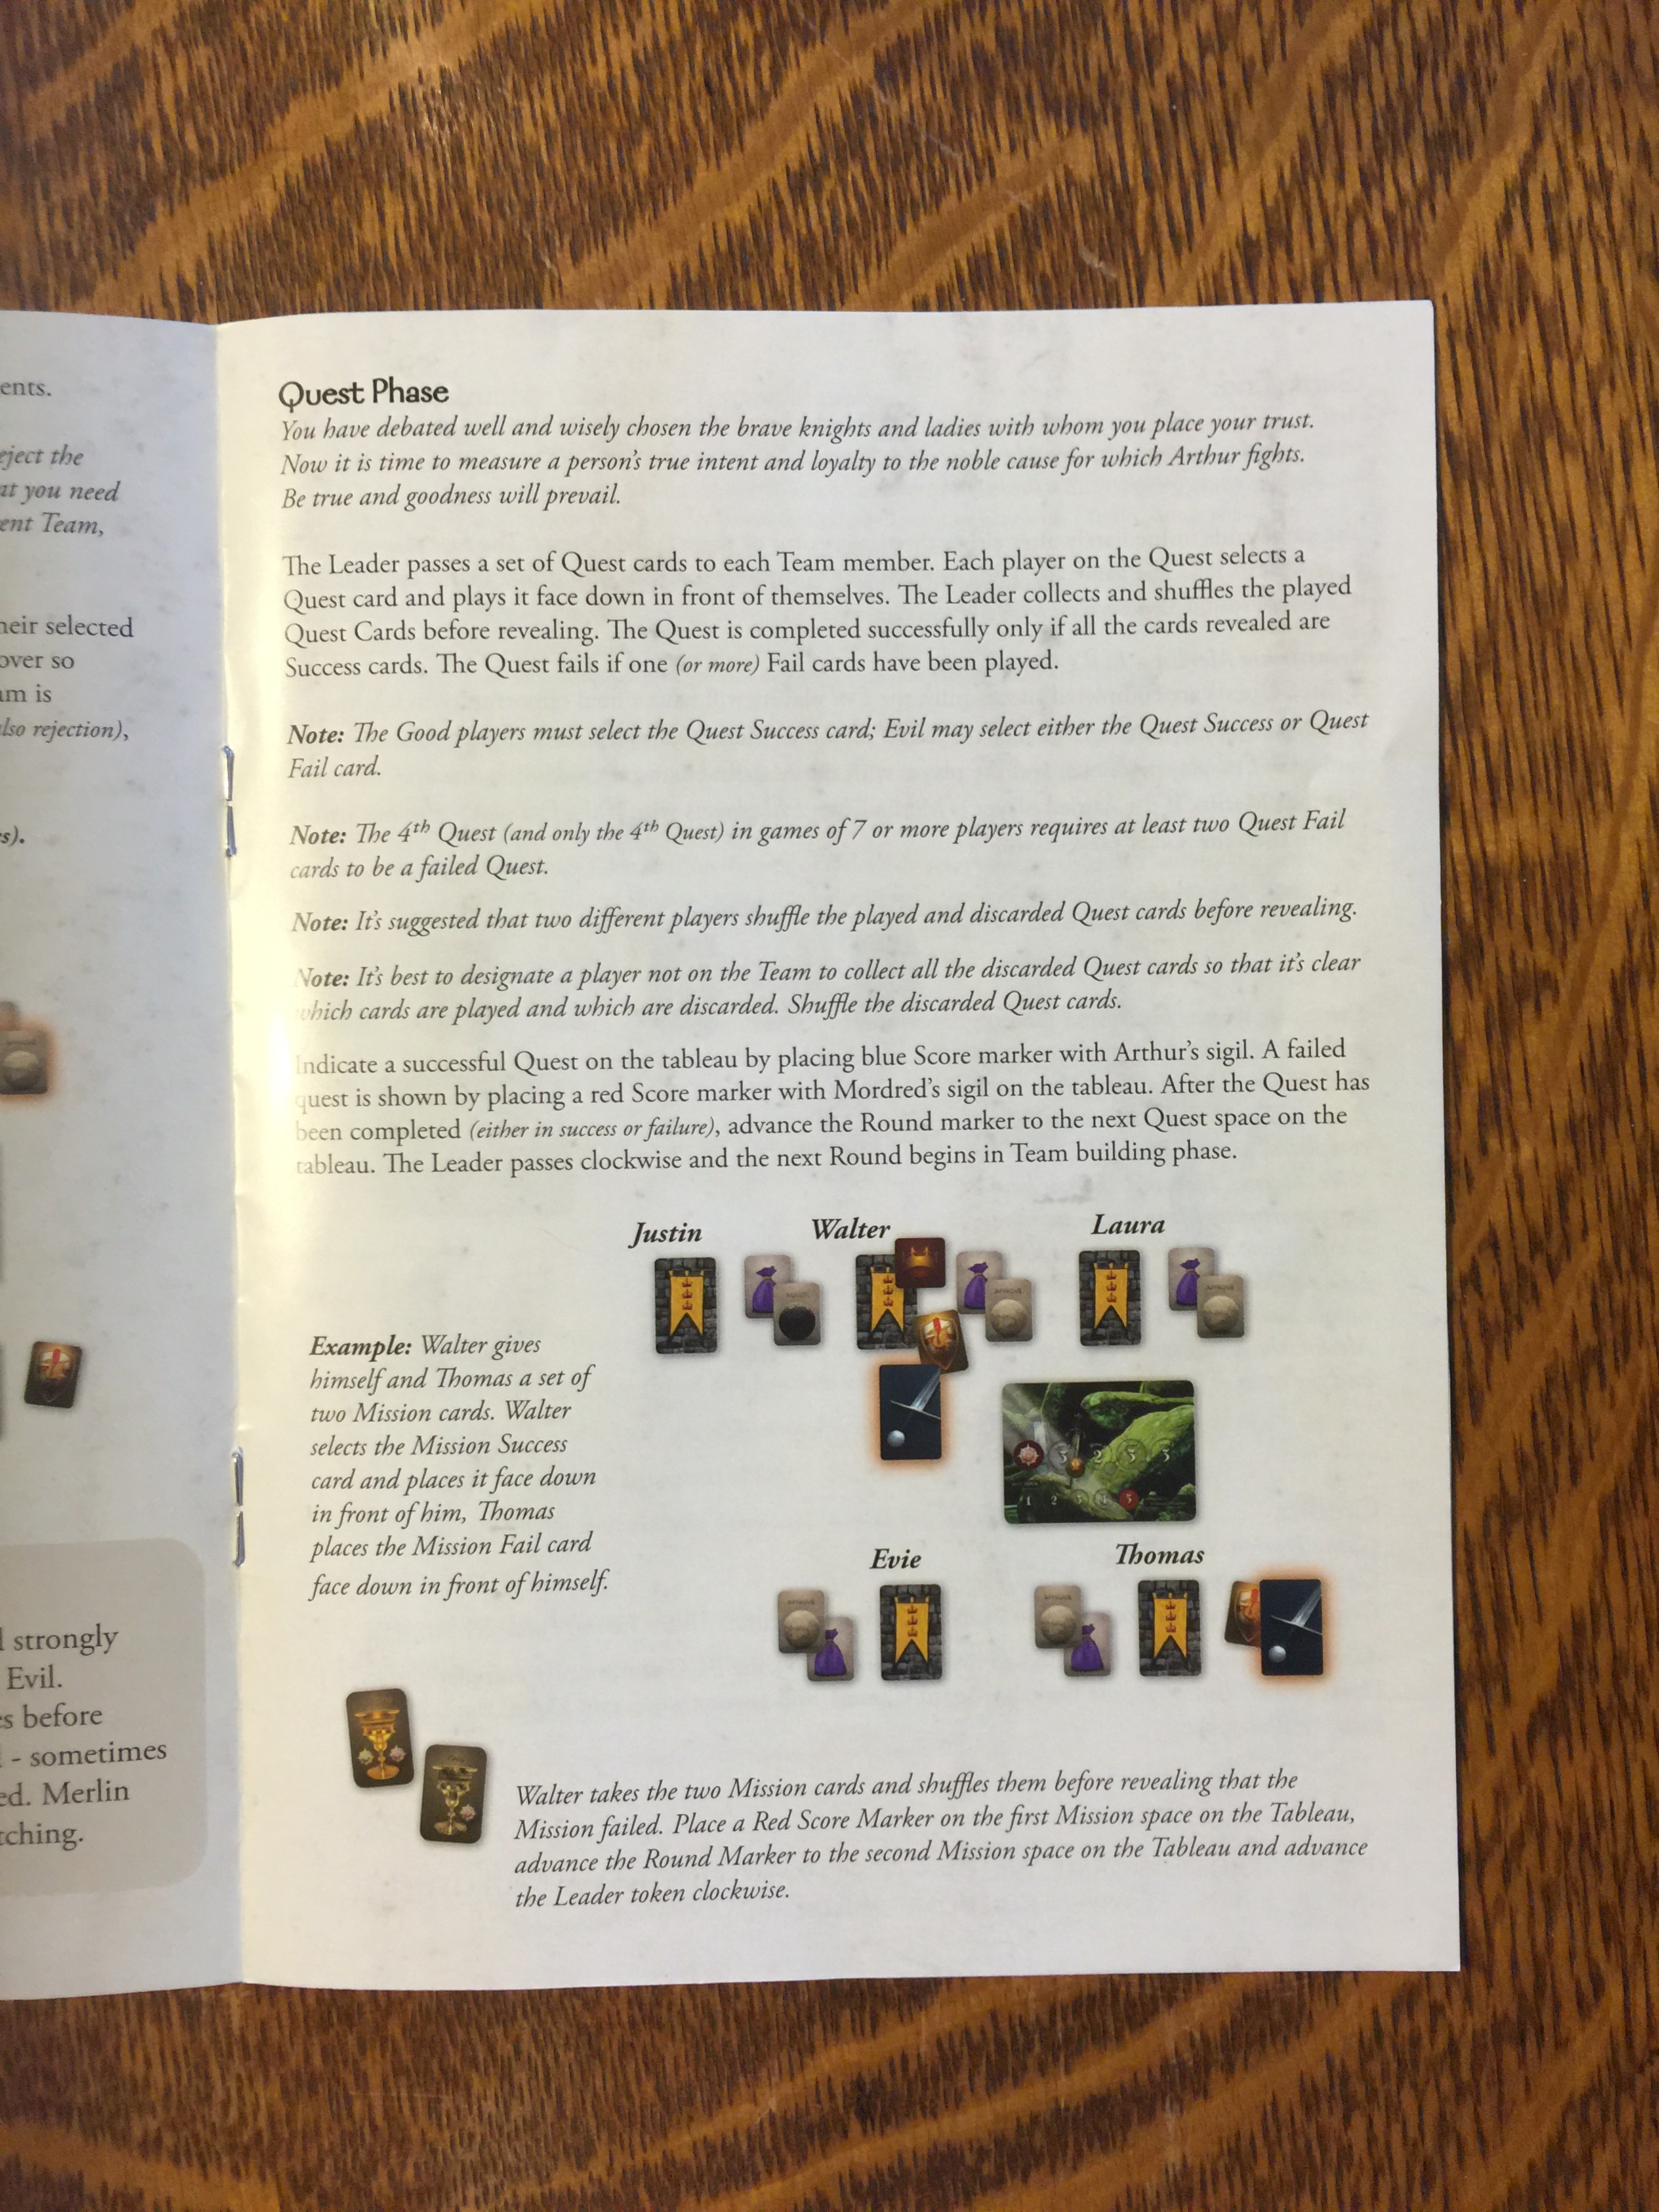 ents.
eject the
at you need
ent Team,
heir selected
over so
am is
also rejection),
s).
l strongly
Evil.
es before
l - sometimes
ed. Merlin
tching.
Quest Phase
You have debated well and wisely chosen the brave knights and ladies with whom you place your trust.
Now it is time to measure a person's true intent and loyalty to the noble cause for which Arthur fights.
Be true and goodness will prevail.
The Leader passes a set of Quest cards to each Team member. Each player on the Quest selects a
Quest card and plays it face down in front of themselves. The Leader collects and shuffles the played
Quest Cards before revealing. The Quest is completed successfully only if all the cards revealed are
Success cards. The Quest fails if one (or more) Fail cards have been played.
Note: The Good players must select the Quest Success card; Evil may select either the Quest Success or Quest
Fail card.
Note: The 4th Quest (and only the 4th Quest) in games of 7 or more players requires at least two Quest Fail
cards to be a failed Quest.
Note: It's suggested that two different players shuffle the played and discarded Quest cards before revealing.
Note: It's best to designate a player not on the Team to collect all the discarded Quest cards so that it's clear
which cards are played and which are discarded. Shuffle the discarded Quest cards.
Indicate a successful Quest on the tableau by placing blue Score marker with Arthur's sigil. A failed
quest is shown by placing a red Score marker with Mordred's sigil on the tableau. After the Quest has
been completed (either in success or failure), advance the Round marker to the next Quest space on the
tableau. The Leader passes clockwise and the next Round begins in Team building phase.
Justin Walter Laura
Example: Walter gives
himself and Thomas a set of
two Mission cards. Walter
selects the Mission Success
card and places it face down
in front of him, Thomas
places the Mission Fail card
face down in front of himself.
3 2 3 3
1 2 3 4 5
Evie Thomas
Walter takes the two Mission cards and shuffles them before revealing that the
Mission failed. Place a Red Score Marker on the first Mission space on the Tableau,
advance the Round Marker to the second Mission space on the Tableau and advance
the Leader token clockwise.